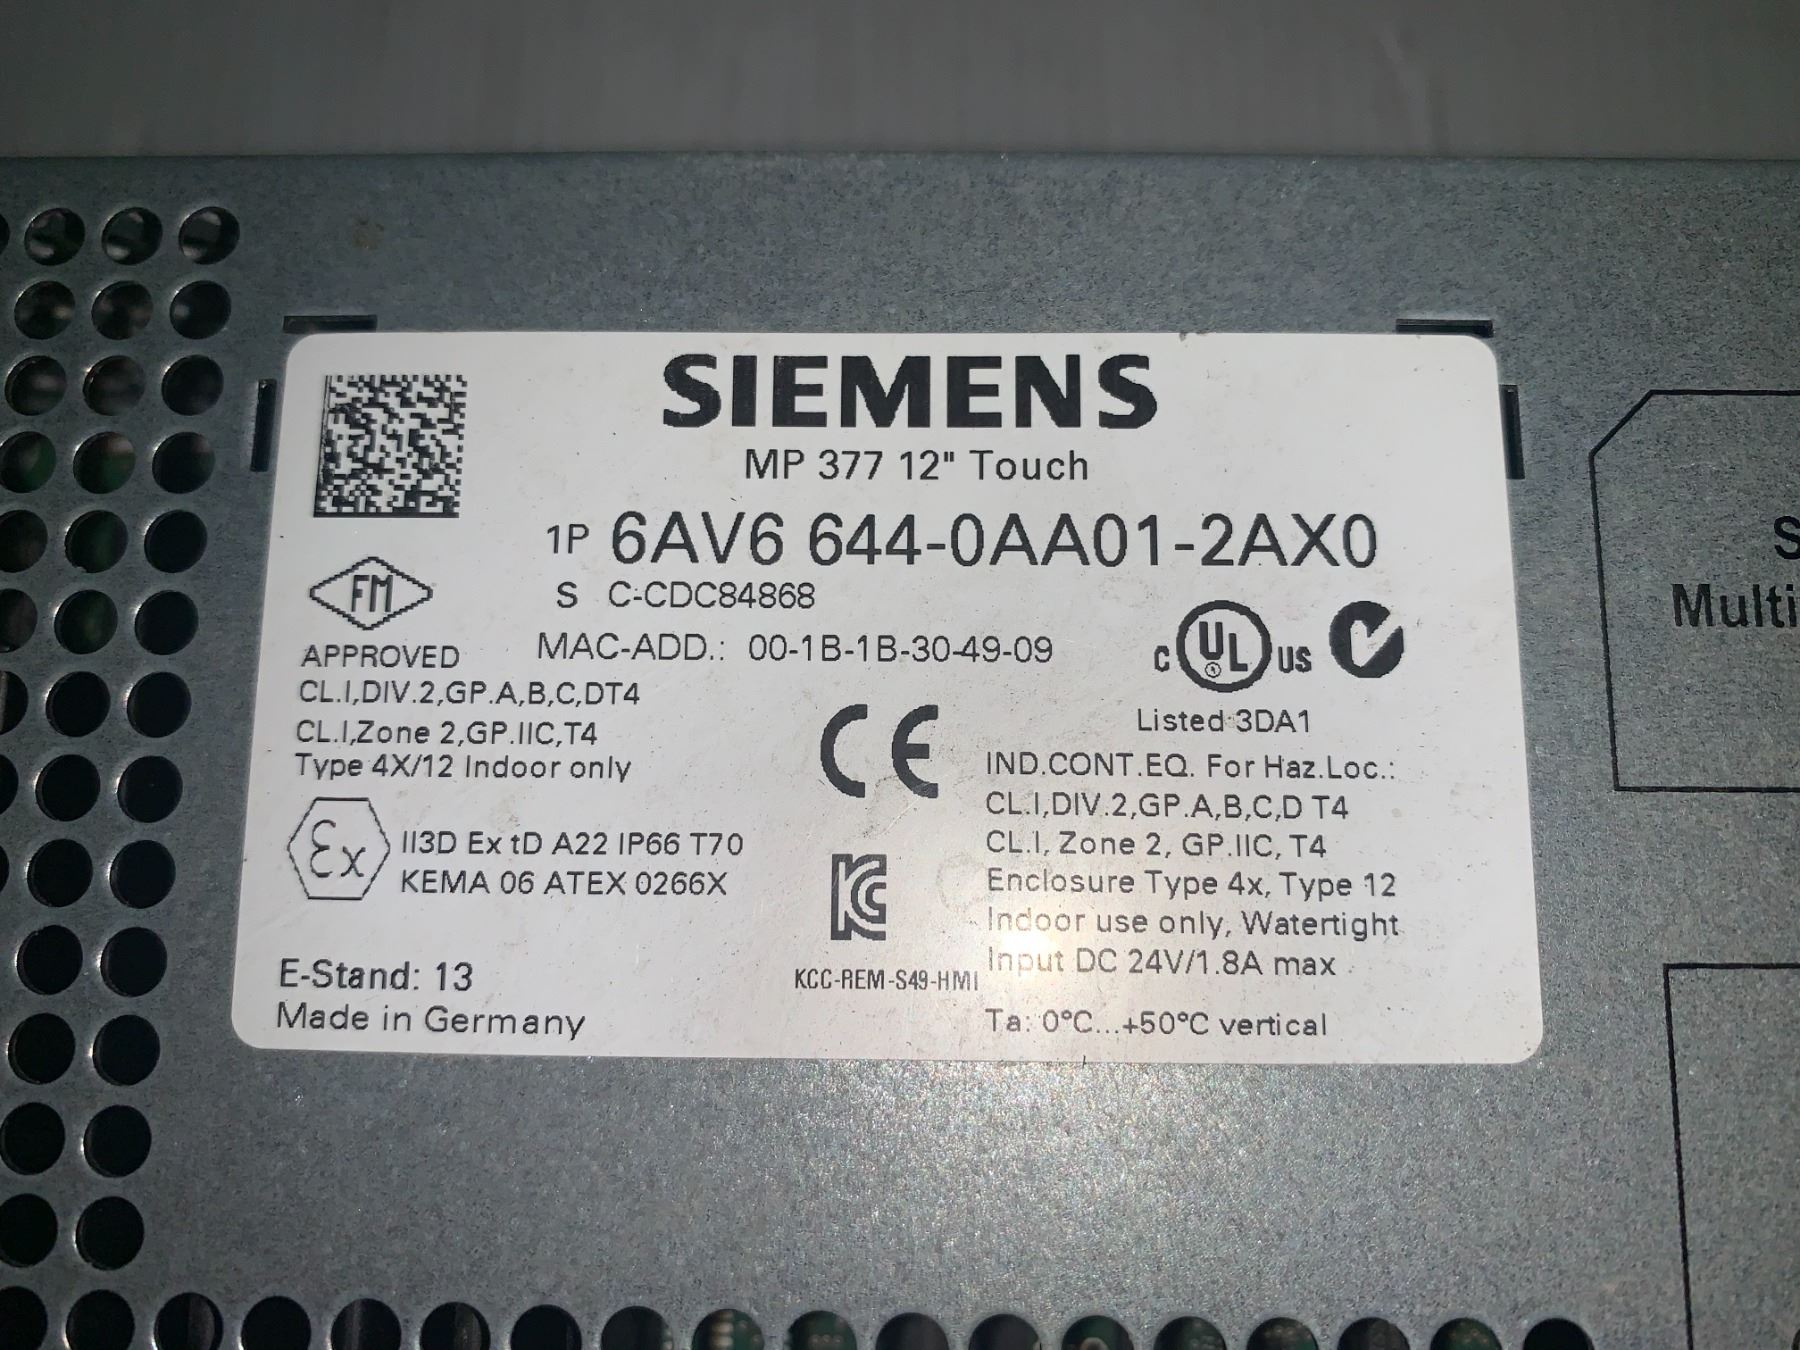 SIEMENS
MP 377 12" Touch
1P 6AV6 644-0AA01-2AX0
S C-CDC84868
MAC-ADD.: 00-1B-1B-30-49-09
FM
APPROVED
CL.I,DIV.2,GP.A,B,C,DT4
CL.I,Zone 2,GP.IIC,T4
Type 4X/12 Indoor only
Ex
II3D Ex tD A22 IP66 T70
KEMA 06 ATEX 0266X
E-Stand: 13
Made in Germany
CE
KC
KCC-REM-S49-HMI
C UL US
Listed 3DA1
IND.CONT.EQ. For Haz.Loc.:
CL.I,DIV.2,GP.A,B,C,D T4
CL.I, Zone 2, GP.IIC, T4
Enclosure Type 4x, Type 12
Indoor use only, Watertight
Input DC 24V/1.8A max
Ta: 0°C...+50°C vertical
S
Multi